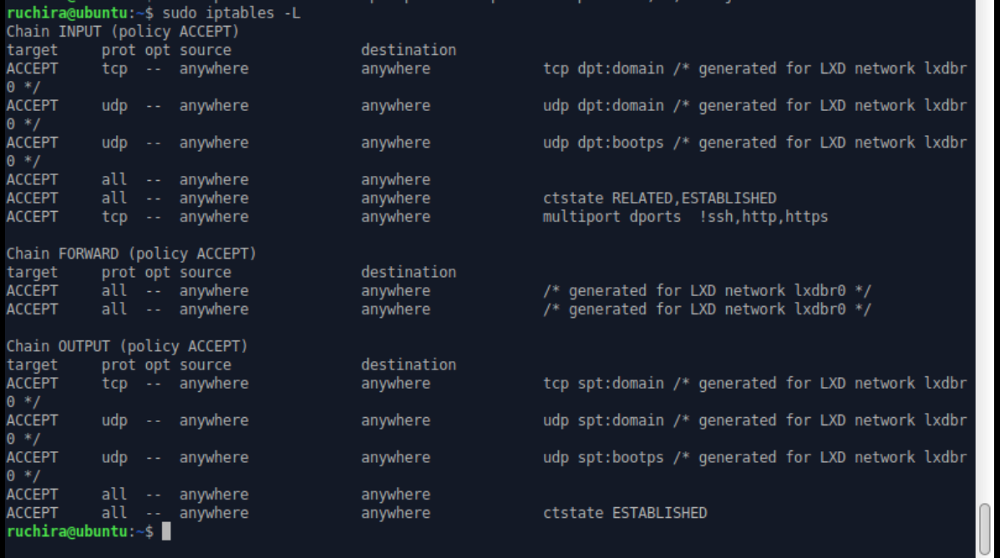 ruchira@ubuntu:~$ sudo iptables -L
Chain INPUT (policy ACCEPT)
target     prot opt source               destination
ACCEPT     tcp  --  anywhere             anywhere             tcp dpt:domain /* generated for LXD network lxdbr
0 */
ACCEPT     udp  --  anywhere             anywhere             udp dpt:domain /* generated for LXD network lxdbr
0 */
ACCEPT     udp  --  anywhere             anywhere             udp dpt:bootps /* generated for LXD network lxdbr
0 */
ACCEPT     all  --  anywhere             anywhere
ACCEPT     all  --  anywhere             anywhere             ctstate RELATED,ESTABLISHED
ACCEPT     tcp  --  anywhere             anywhere             multiport dports  !ssh,http,https

Chain FORWARD (policy ACCEPT)
target     prot opt source               destination
ACCEPT     all  --  anywhere             anywhere             /* generated for LXD network lxdbr0 */
ACCEPT     all  --  anywhere             anywhere             /* generated for LXD network lxdbr0 */

Chain OUTPUT (policy ACCEPT)
target     prot opt source               destination
ACCEPT     tcp  --  anywhere             anywhere             tcp spt:domain /* generated for LXD network lxdbr
0 */
ACCEPT     udp  --  anywhere             anywhere             udp spt:domain /* generated for LXD network lxdbr
0 */
ACCEPT     udp  --  anywhere             anywhere             udp spt:bootps /* generated for LXD network lxdbr
0 */
ACCEPT     all  --  anywhere             anywhere
ACCEPT     all  --  anywhere             anywhere             ctstate ESTABLISHED
ruchira@ubuntu:~$